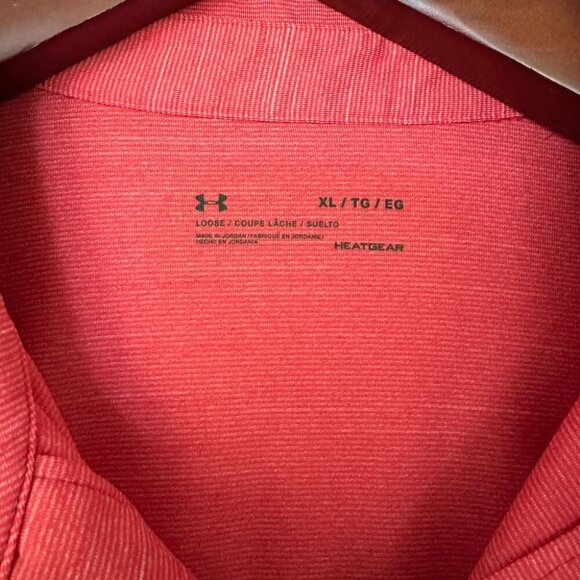 XL / TG / EG
LOOSE / COUPE LÂCHE / SUELTO
MADE IN JORDAN / FABRIQUÉ EN JORDANIE /
HECHO EN JORDANIA
HEATGEAR